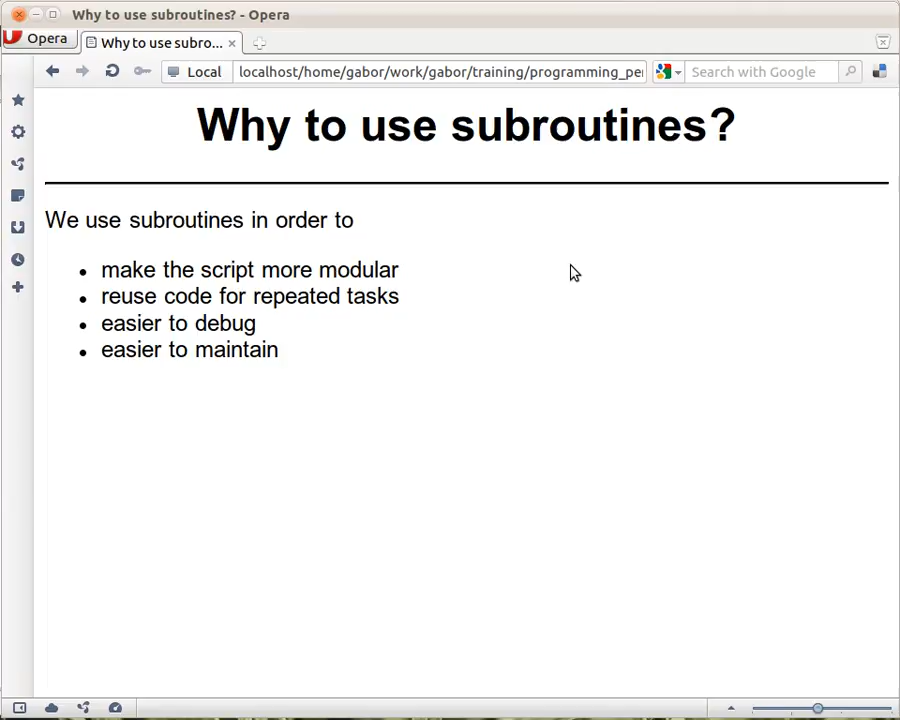 Why to use subroutines? - Opera
Opera
Why to use subro...
Local
localhost/home/gabor/work/gabor/training/programming_pe
Search with Google
Why to use subroutines?
We use subroutines in order to
make the script more modular
reuse code for repeated tasks
easier to debug
easier to maintain